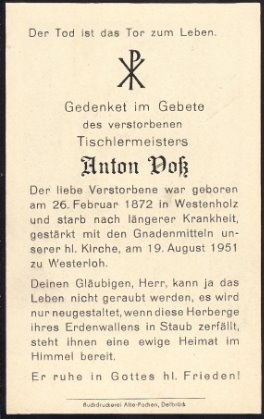 Der Tod ist das Tor zum Leben.
Gedenket im Gebete
des verstorbenen
Tischlermeisters
Anton Voß
Der liebe Verstorbene war geboren
am 26. Februar 1872 in Westenholz
und starb nach längerer Krankheit,
gestärkt mit den Gnadenmitteln un-
serer hl. Kirche, am 19. August 1951
zu Westerloh.
Deinen Gläubigen, Herr, kann ja das
Leben nicht geraubt werden, es wird
nur neugestaltet, wenn diese Herberge
ihres Erdenwallens in Staub zerfällt,
steht ihnen eine ewige Heimat im
Himmel bereit.
Er ruhe in Gottes hl. Frieden!
Buchdruckerei Alke-Pachen, Delbrück